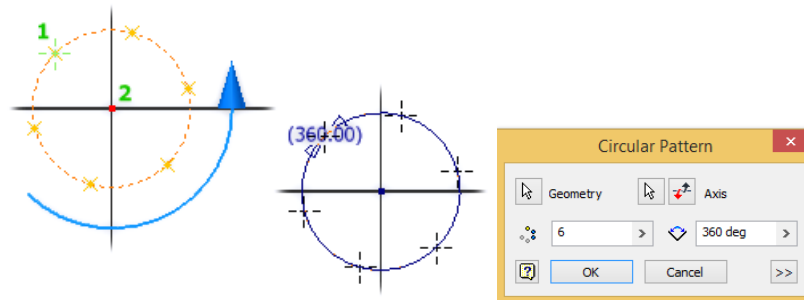 1
2
(360.00)
Circular Pattern
Geometry
Axis
6
360 deg
OK
Cancel
>>